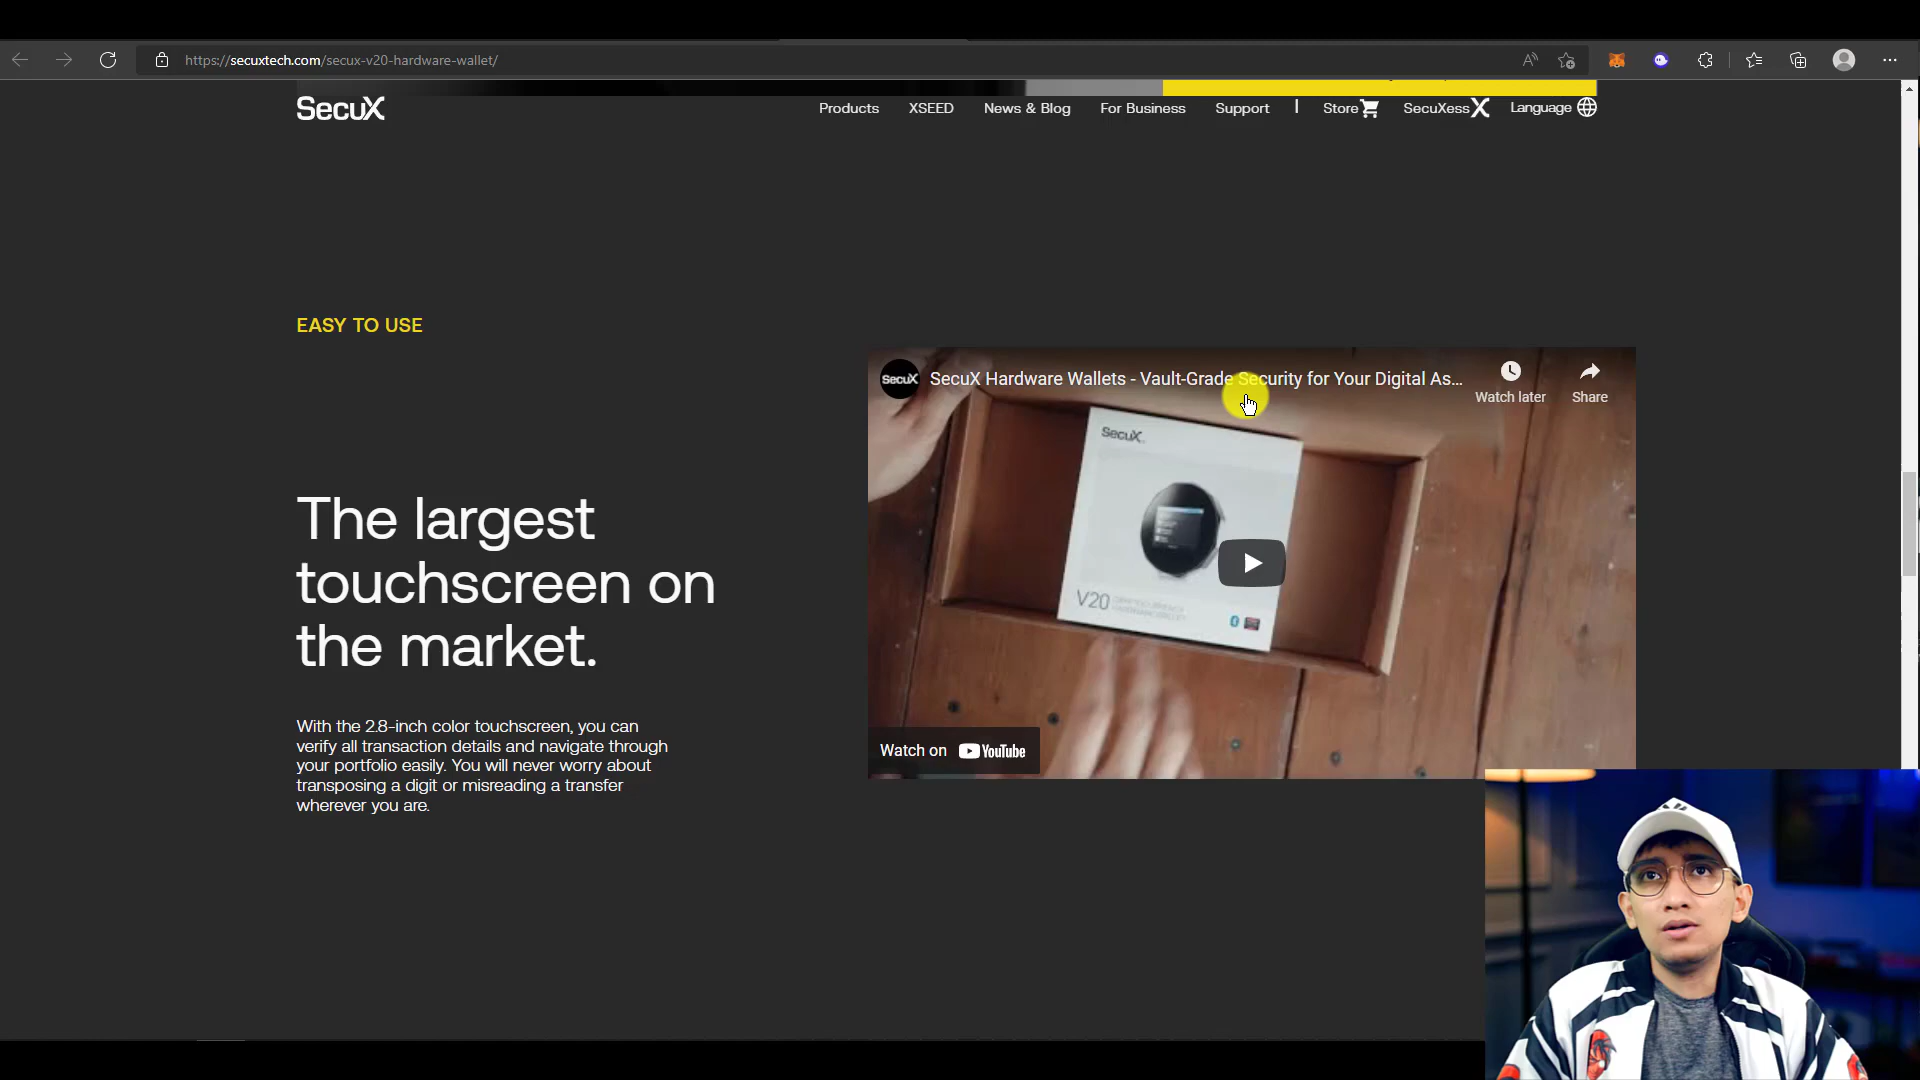 https://secuxtech.com/secux-v20-hardware-wallet/
SecuX
Products
XSEED
News & Blog
For Business
Support
Store
SecuXess
Language
EASY TO USE
The largest
touchscreen on
the market.
With the 2.8-inch color touchscreen, you can
verify all transaction details and navigate through
your portfolio easily. You will never worry about
transposing a digit or misreading a transfer
wherever you are.
SecuX
SecuX Hardware Wallets - Vault-Grade Security for Your Digital As...
Watch later
Share
SecuX
V20
Watch on YouTube